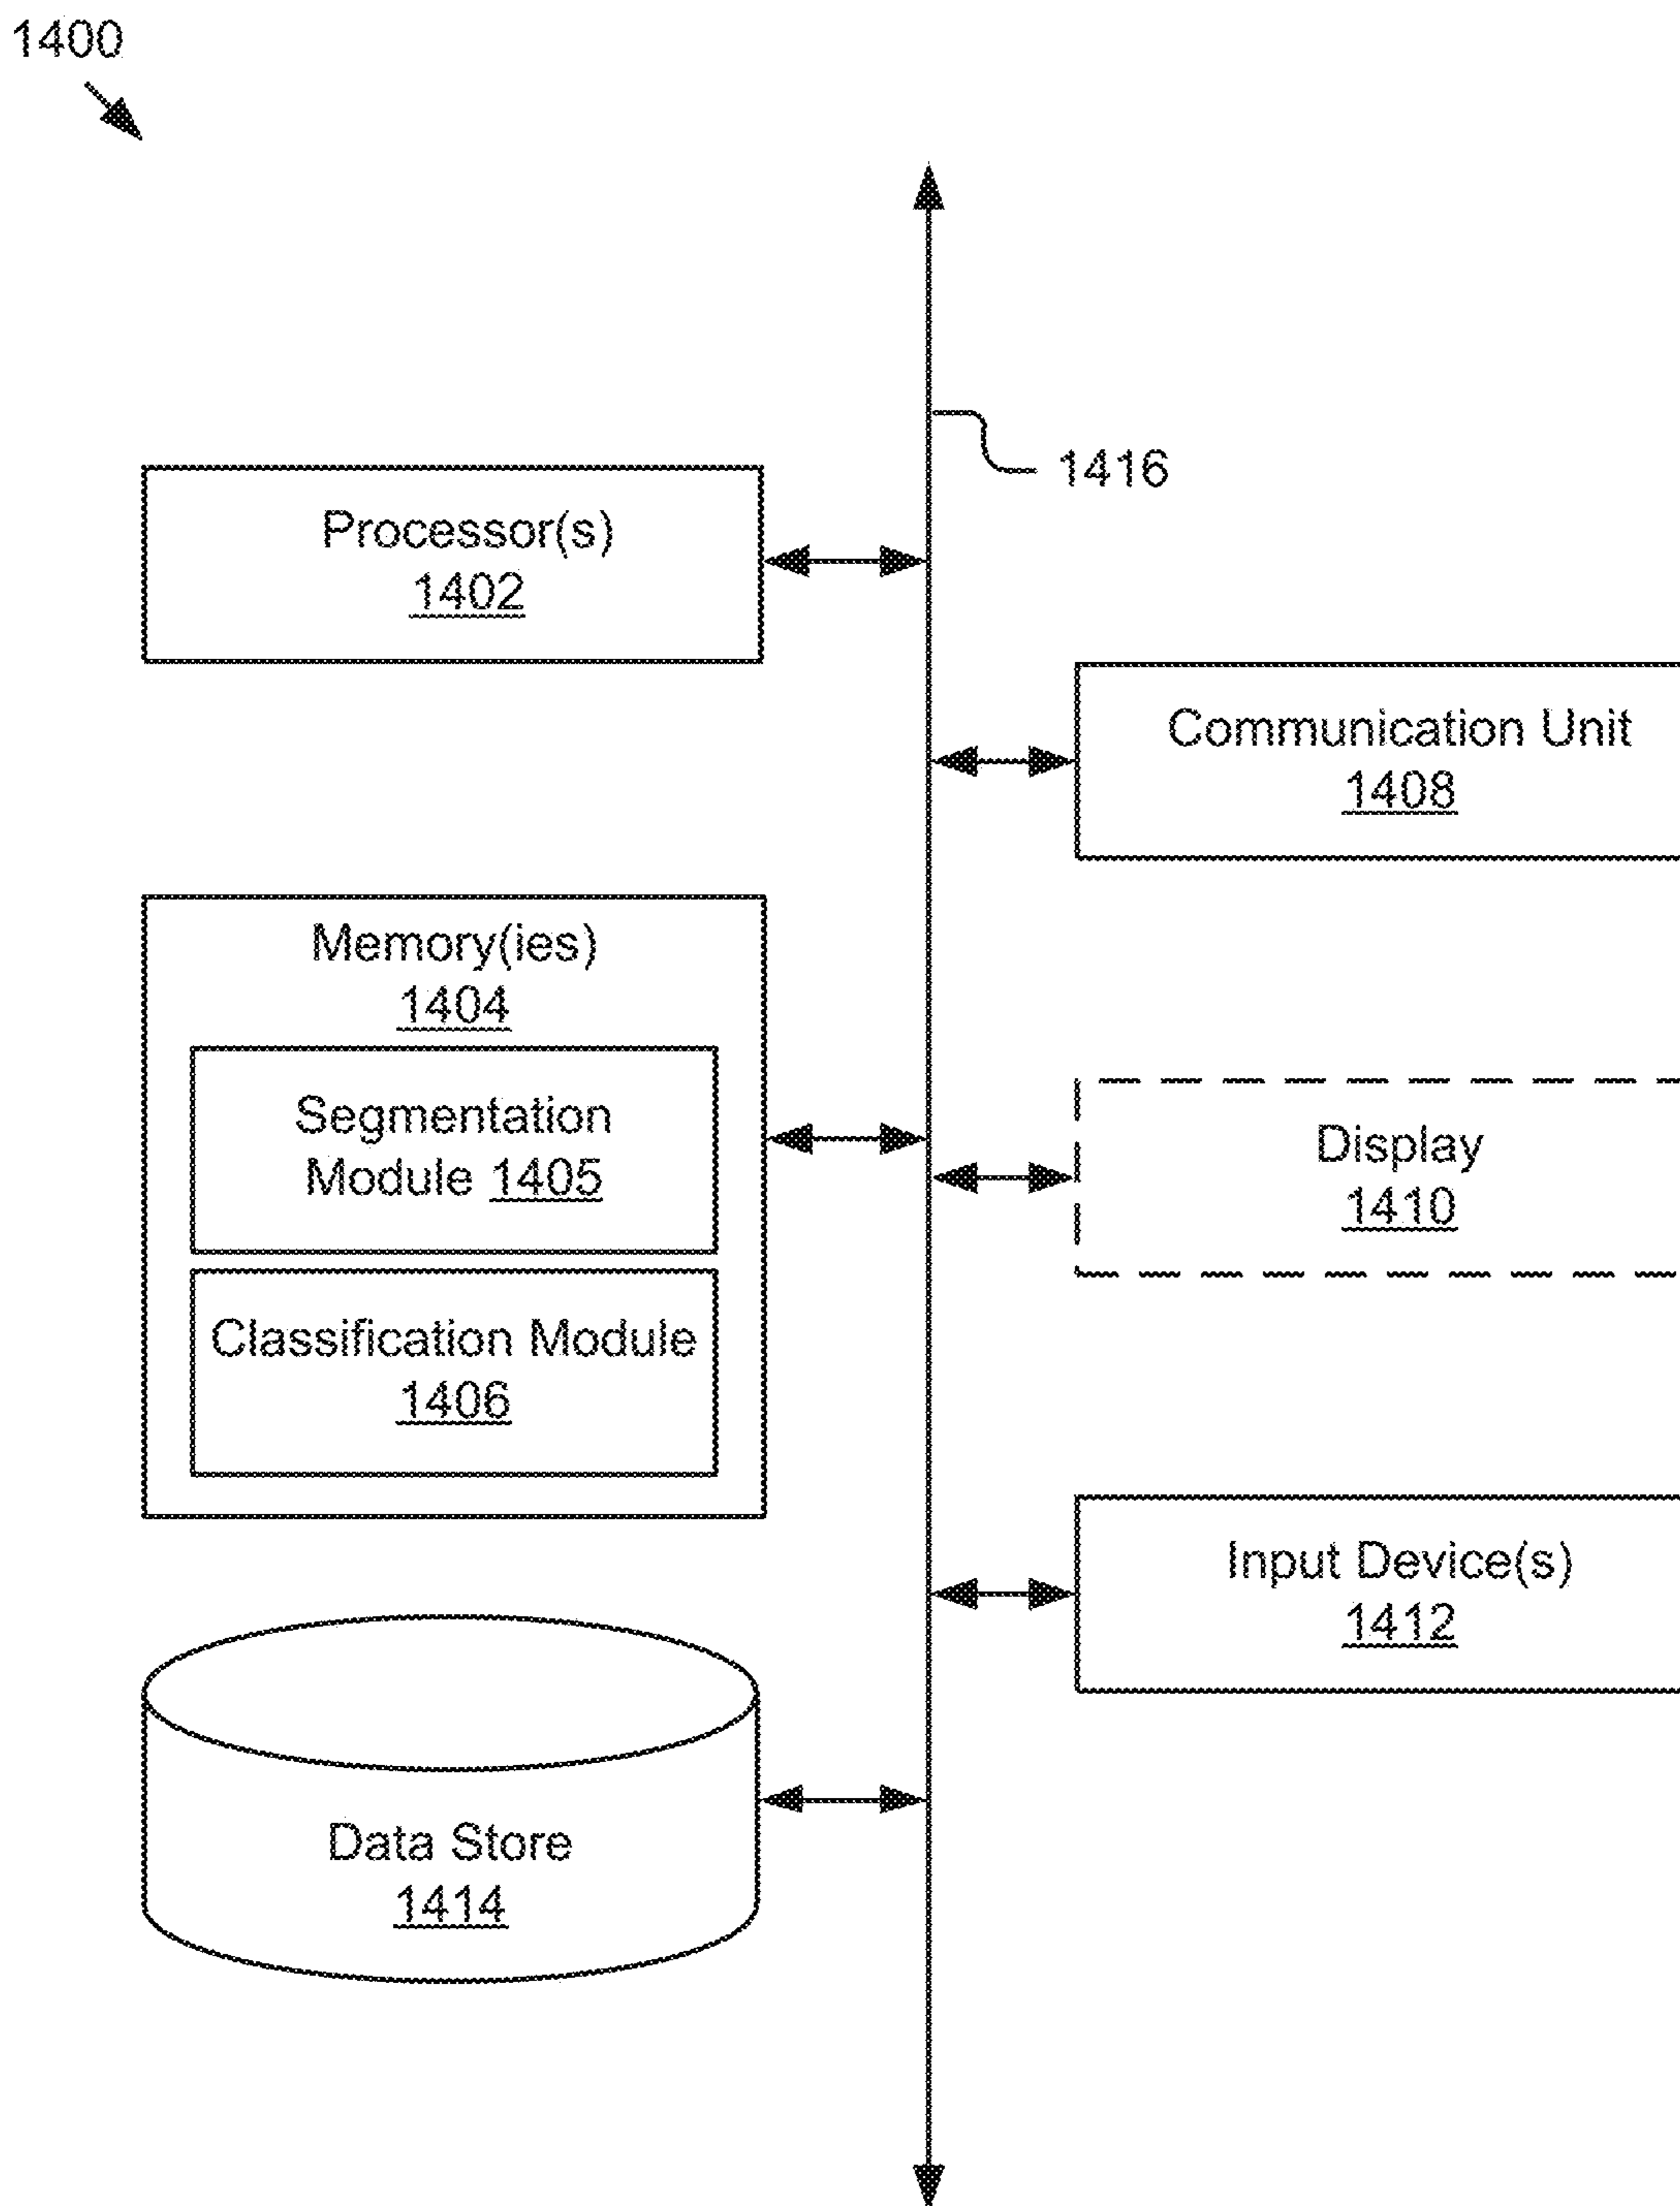 1400
1416
Processor(s)
1402
Communication Unit
1408
Memory(ies)
1404
Segmentation
Module 1405
Display
1410
Classification Module
1406
Input Device(s)
1412
Data Store
1414